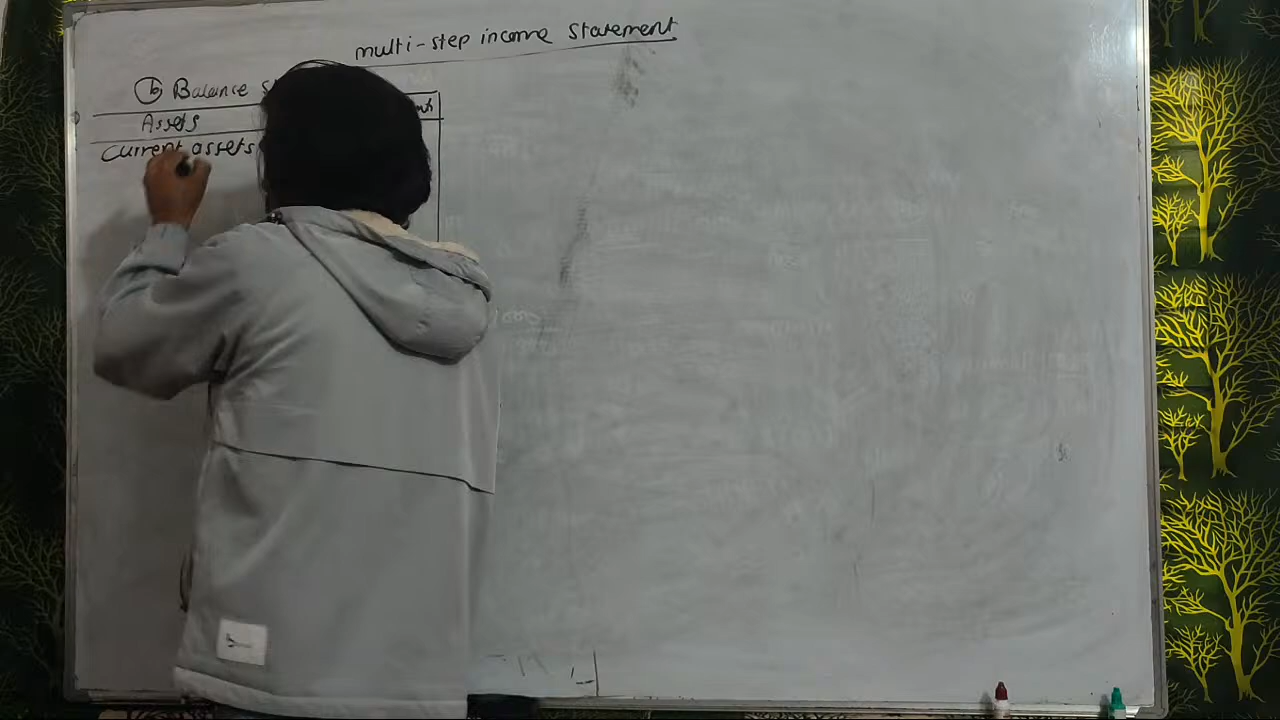 multi-step income Statement
(b) Balance
Assets
Current assets